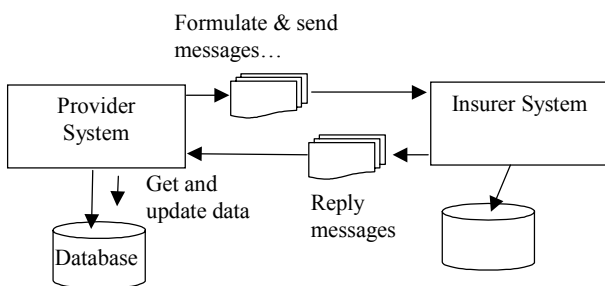 Formulate & send
messages…
Provider
System
Insurer System
Get and
update data
Reply
messages
Database